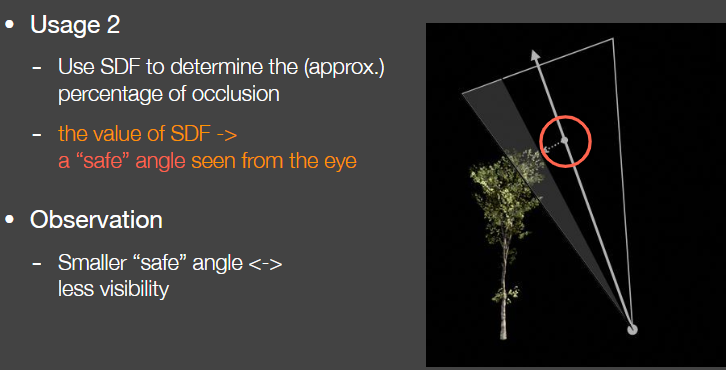 • Usage 2
- Use SDF to determine the (approx.)
percentage of occlusion
- the value of SDF ->
a “safe” angle seen from the eye
• Observation
- Smaller “safe” angle <->
less visibility